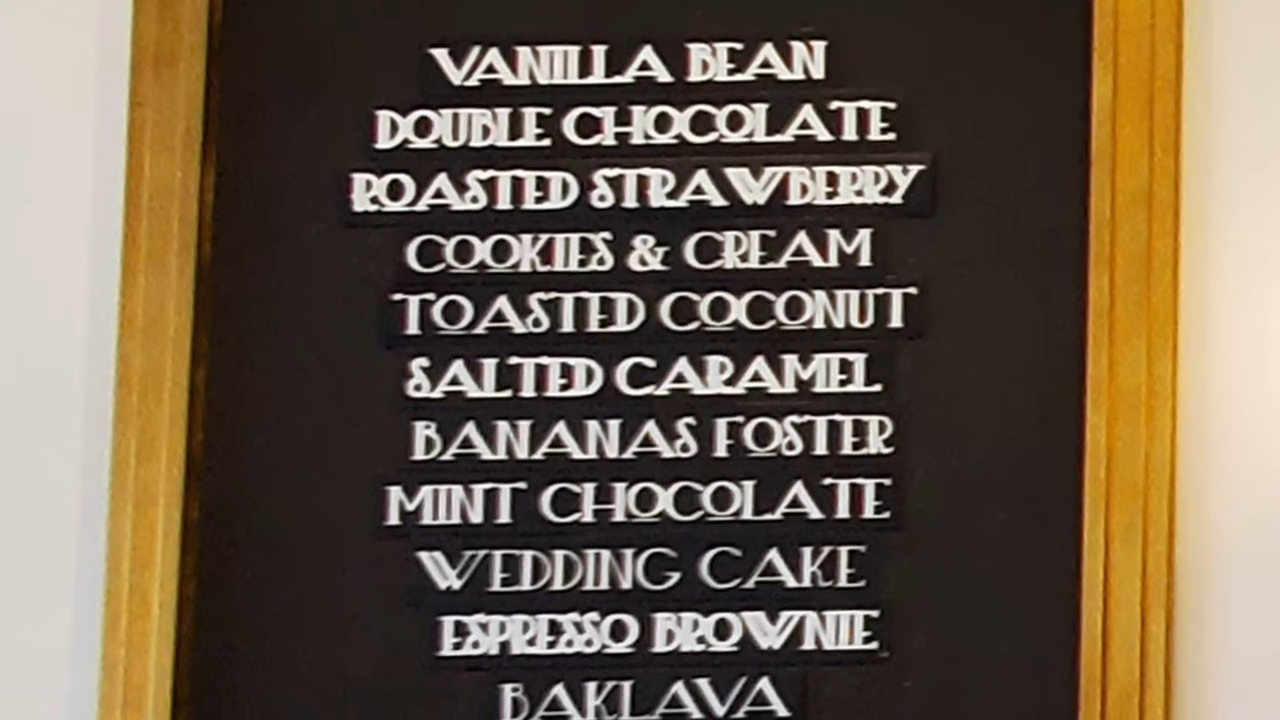 VANILLA BEAN
DOUBLE CHOCOLATE
ROASTED STRAWBERRY
COOKIES & CREAM
TOASTED COCONUT
SALTED CARAMEL
BANANAS FOSTER
MINT CHOCOLATE
WEDDING CAKE
ESPRESSO BROWNIE
BAKLAVA